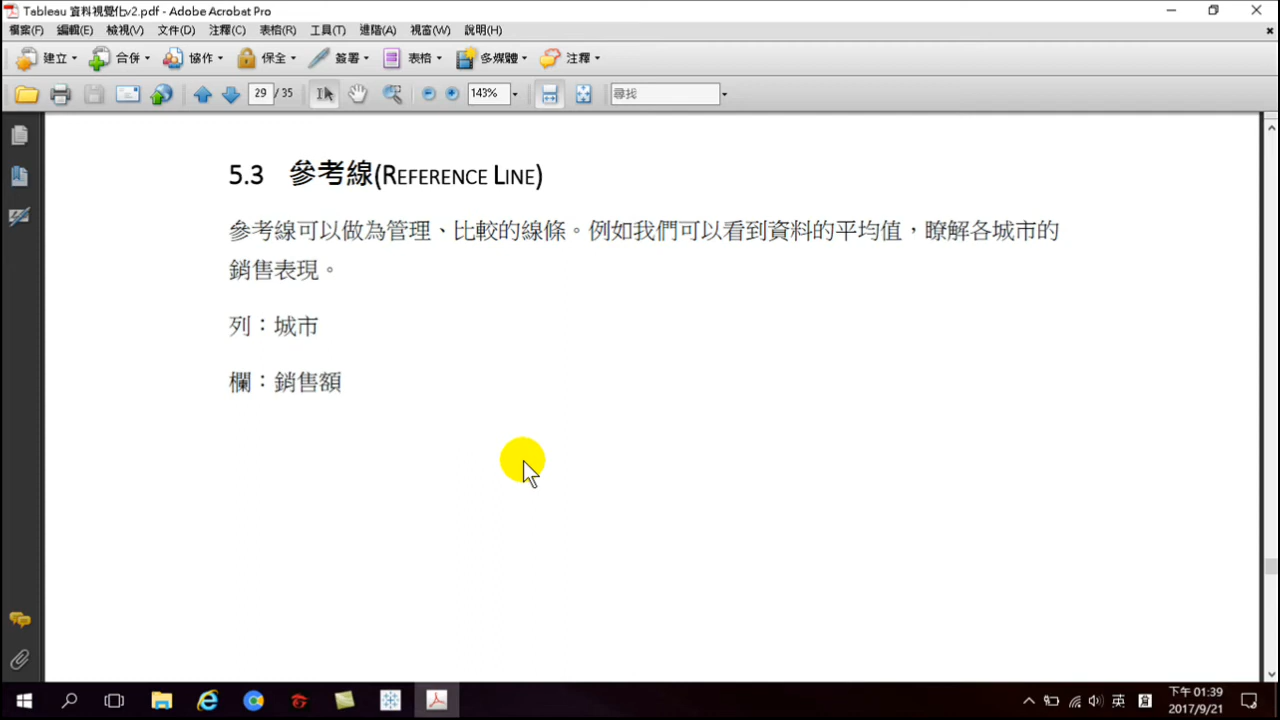 Tableau 資料視覺化v2.pdf - Adobe Acrobat Pro
檔案(F) 編輯(E) 檢視(V) 文件(D) 注釋(C) 表格(R) 工具(T) 進階(A) 視窗(W) 說明(H)
建立 合併 協作 保全 簽署 表格 多媒體 注釋
29 / 35 143% 尋找
5.3 參考線(REFERENCE LINE)
參考線可以做為管理、比較的線條。例如我們可以看到資料的平均值，瞭解各城市的
銷售表現。
列：城市
欄：銷售額
英 下午 01:39
2017/9/21